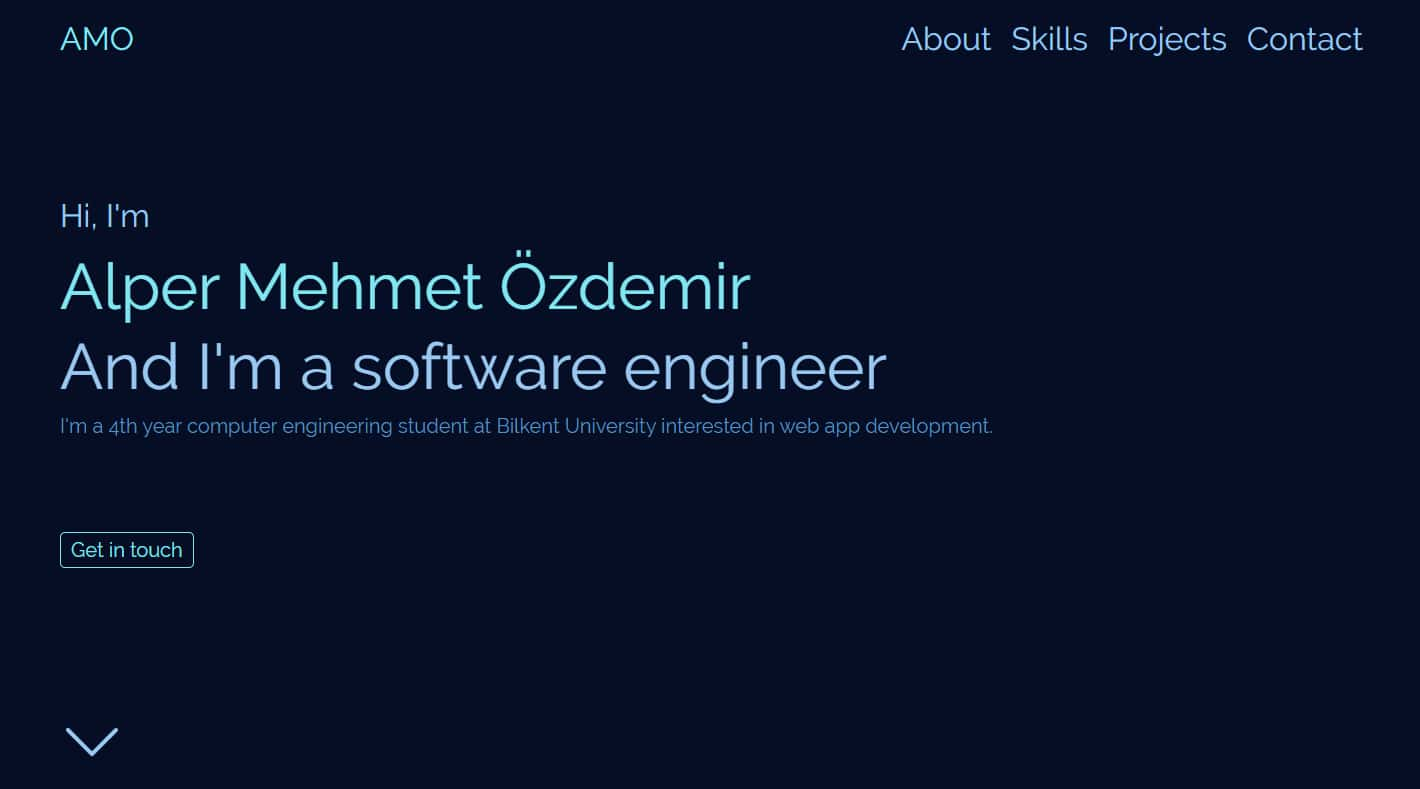 AMO
About Skills Projects Contact
Hi, I'm
Alper Mehmet Özdemir
And I'm a software engineer
I'm a 4th year computer engineering student at Bilkent University interested in web app development.
Get in touch